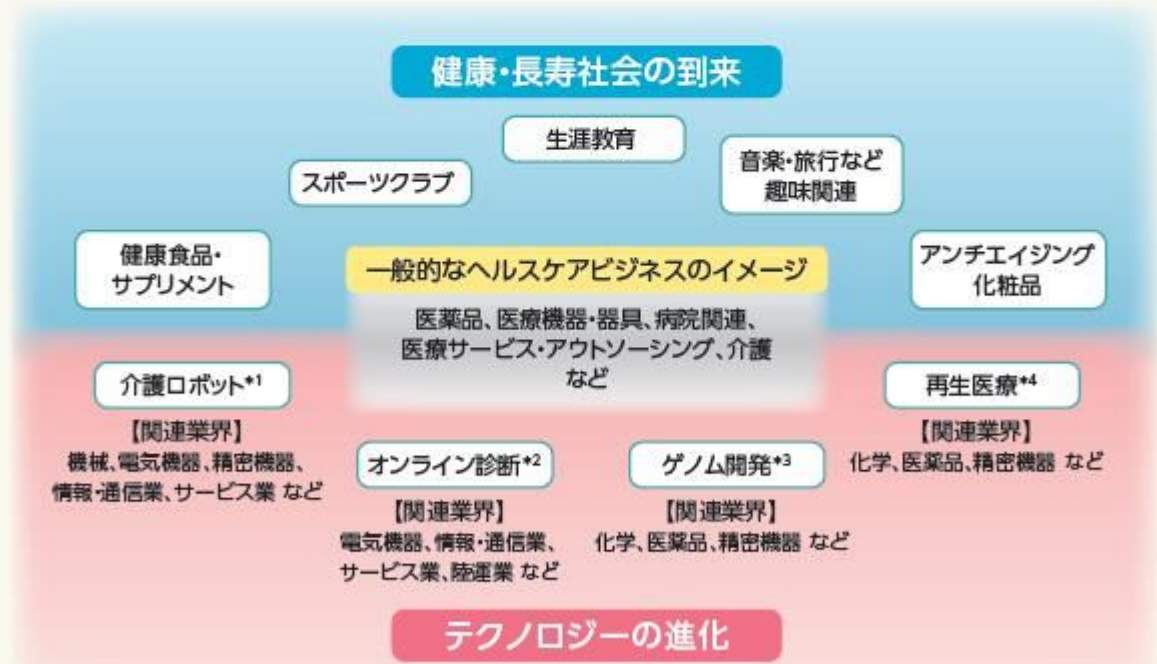 健康・長寿社会の到来
生涯教育
スポーツクラブ
音楽・旅行など
趣味関連
健康食品・
サプリメント
一般的なヘルスケアビジネスのイメージ
アンチエイジング
化粧品
医薬品、医療機器・器具、病院関連、
医療サービス・アウトソーシング、介護
など
介護ロボット*1
【関連業界】
機械、電気機器、精密機器、
情報・通信業、サービス業 など
オンライン診断*2
【関連業界】
電気機器、情報・通信業、
サービス業、陸運業 など
ゲノム開発*3
【関連業界】
化学、医薬品、精密機器 など
再生医療*4
【関連業界】
化学、医薬品、精密機器 など
テクノロジーの進化